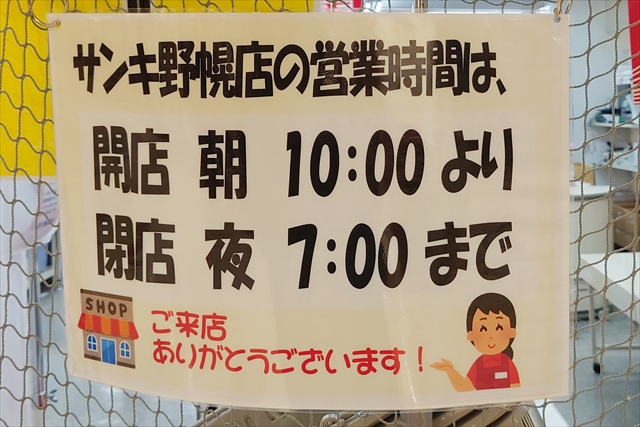 サンキ野幌店の営業時間は、
開店 朝 10:00 より
閉店 夜 7:00 まで
SHOP
ご来店
ありがとうございます!